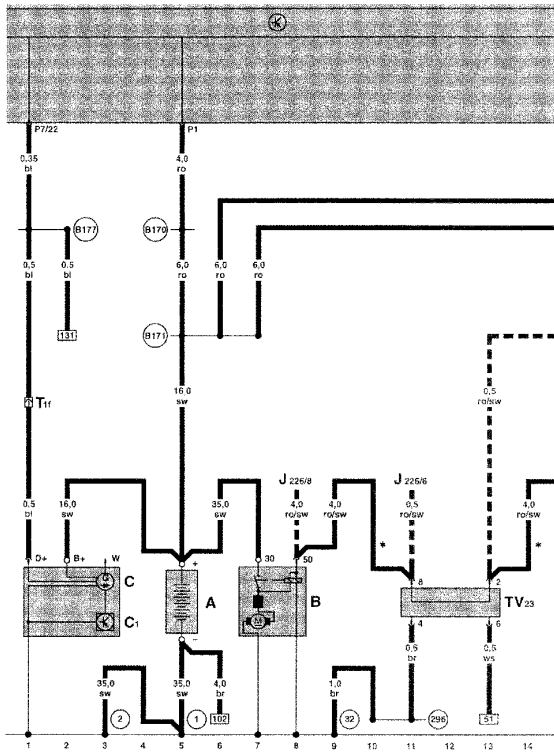 P7/22 P1
0,35 bl
4,0 ro
B177 B170
0,5 bl
0,5 bl
6,0 ro
6,0 ro
6,0 ro
131
B171
T1f
16,0 sw
0,5 ro/sw
J 226/8 J 226/6
0,5 bl
16,0 sw
35,0 sw
4,0 ro/sw
4,0 ro/sw
0,5 ro/sw
4,0 ro/sw
* *
D+ B+ W + 30 50 8 2
C A B TV23
C1 M
− 4 6
35,0 sw
35,0 sw
4,0 br
1,0 br
0,5 ws
2 1 102 32 51
1 2 3 4 5 6 7 8 9 10 11 12 13 14